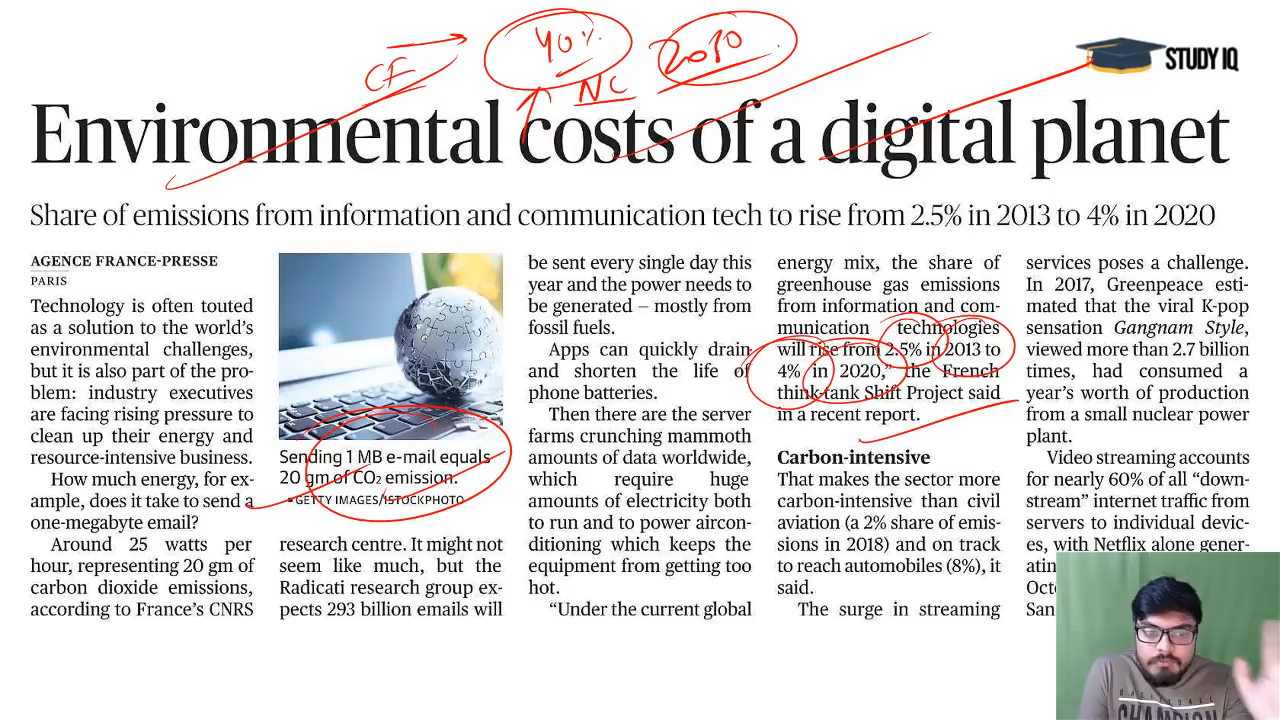 CF
40%
NC
2030
STUDY IQ
Environmental costs of a digital planet
Share of emissions from information and communication tech to rise from 2.5% in 2013 to 4% in 2020
AGENCE FRANCE-PRESSE
PARIS
Technology is often touted
as a solution to the world's
environmental challenges,
but it is also part of the pro-
blem: industry executives
are facing rising pressure to
clean up their energy and
resource-intensive business.
How much energy, for ex-
ample, does it take to send a
one-megabyte email?
Around 25 watts per
hour, representing 20 gm of
carbon dioxide emissions,
according to France's CNRS
Sending 1 MB e-mail equals
20 gm of CO₂ emission.
▪ GETTY IMAGES/ISTOCKPHOTO
research centre. It might not
seem like much, but the
Radicati research group ex-
pects 293 billion emails will
be sent every single day this
year and the power needs to
be generated – mostly from
fossil fuels.
Apps can quickly drain
and shorten the life of
phone batteries.
Then there are the server
farms crunching mammoth
amounts of data worldwide,
which require huge
amounts of electricity both
to run and to power aircon-
ditioning which keeps the
equipment from getting too
hot.
“Under the current global
energy mix, the share of
greenhouse gas emissions
from information and com-
munication technologies
will rise from 2.5% in 2013 to
4% in 2020,” the French
think-tank Shift Project said
in a recent report.
Carbon-intensive
That makes the sector more
carbon-intensive than civil
aviation (a 2% share of emis-
sions in 2018) and on track
to reach automobiles (8%), it
said.
The surge in streaming
services poses a challenge.
In 2017, Greenpeace esti-
mated that the viral K-pop
sensation Gangnam Style,
viewed more than 2.7 billion
times, had consumed a
year's worth of production
from a small nuclear power
plant.
Video streaming accounts
for nearly 60% of all “down-
stream” internet traffic from
servers to individual devic-
es, with Netflix alone gener-
CHAMPION